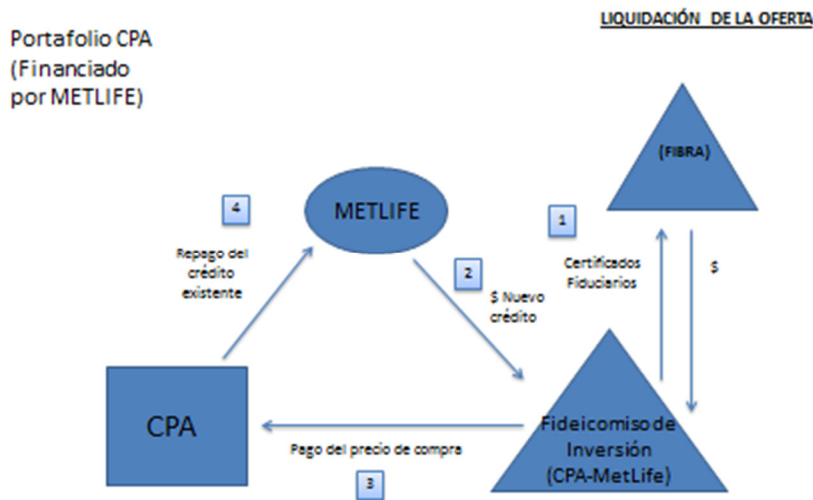 LIQUIDACIÓN DE LA OFERTA
Portafolio CPA
(Financiado
por METLIFE)
(FIBRA)
METLIFE
4
1
Repago del
crédito
existente
2
Certificados
Fiduciarios
$
$ Nuevo
crédito
CPA
Fideicomiso de
Inversión
(CPA-MetLife)
Pago del precio de compra
3